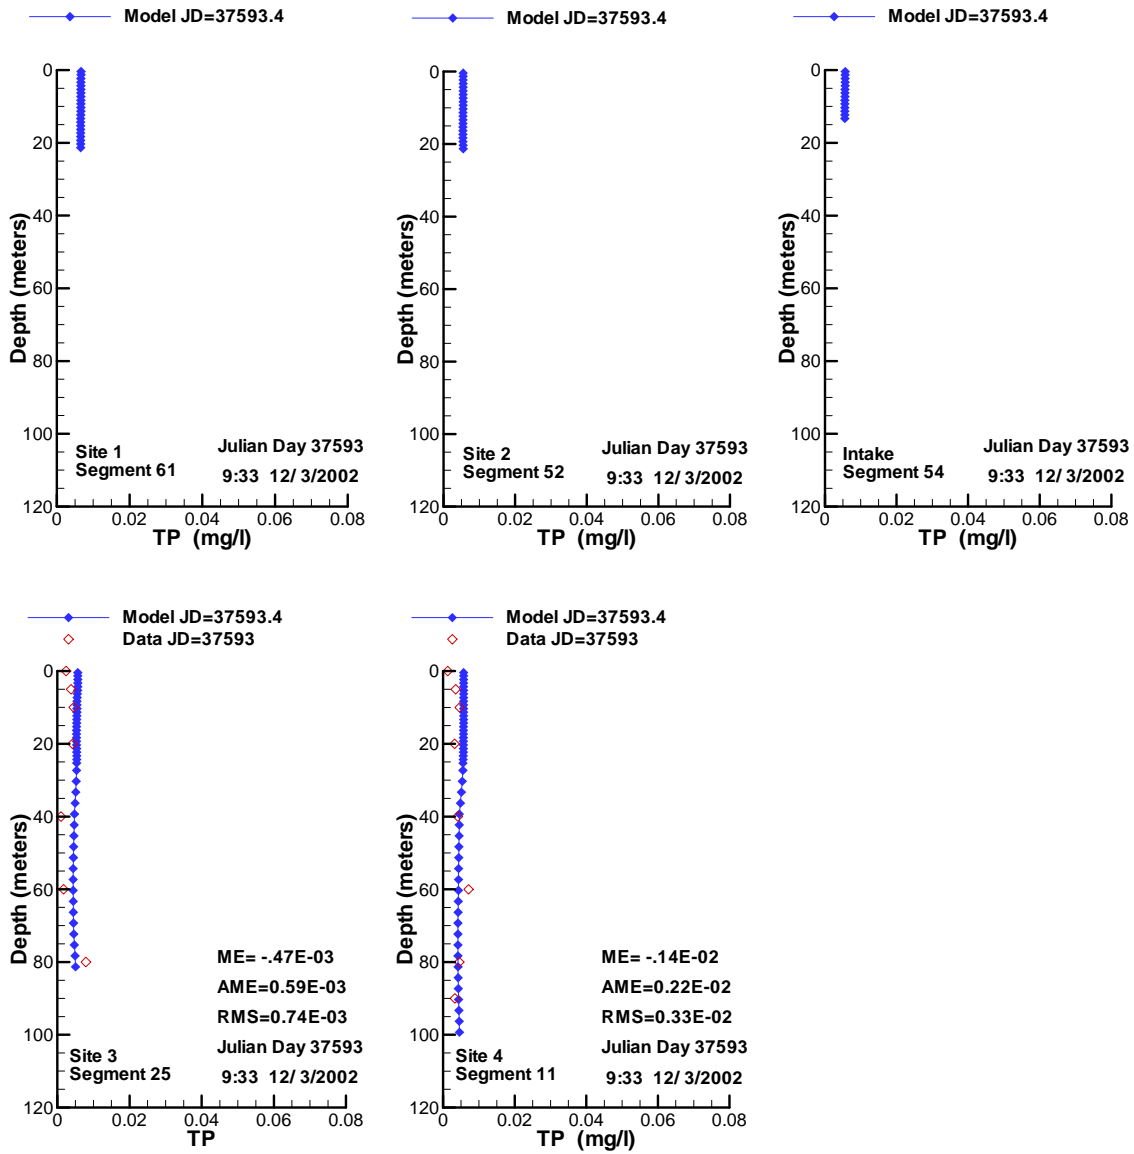 Model JD=37593.4
0
20
40
60
80
100
120
Depth (meters)
Site 1
Segment 61
Julian Day 37593
9:33 12/ 3/2002
0 0.02 0.04 0.06 0.08
TP (mg/l)
Model JD=37593.4
0
20
40
60
80
100
120
Depth (meters)
Site 2
Segment 52
Julian Day 37593
9:33 12/ 3/2002
0 0.02 0.04 0.06 0.08
TP (mg/l)
Model JD=37593.4
0
20
40
60
80
100
120
Depth (meters)
Intake
Segment 54
Julian Day 37593
9:33 12/ 3/2002
0 0.02 0.04 0.06 0.08
TP (mg/l)
Model JD=37593.4
Data JD=37593
0
20
40
60
80
100
120
Depth (meters)
ME= -.47E-03
AME=0.59E-03
RMS=0.74E-03
Site 3
Segment 25
Julian Day 37593
9:33 12/ 3/2002
0 0.02 0.04 0.06 0.08
TP
Model JD=37593.4
Data JD=37593
0
20
40
60
80
100
120
Depth (meters)
ME= -.14E-02
AME=0.22E-02
RMS=0.33E-02
Site 4
Segment 11
Julian Day 37593
9:33 12/ 3/2002
0 0.02 0.04 0.06 0.08
TP (mg/l)